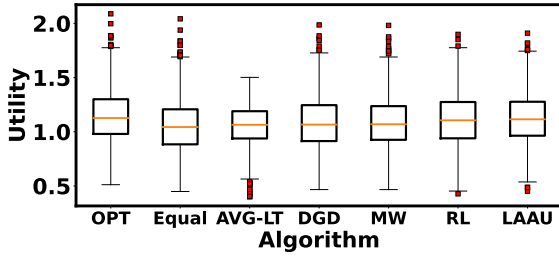 Utility
2.0
1.5
1.0
0.5
OPT Equal AVG-LT DGD MW RL LAAU
Algorithm